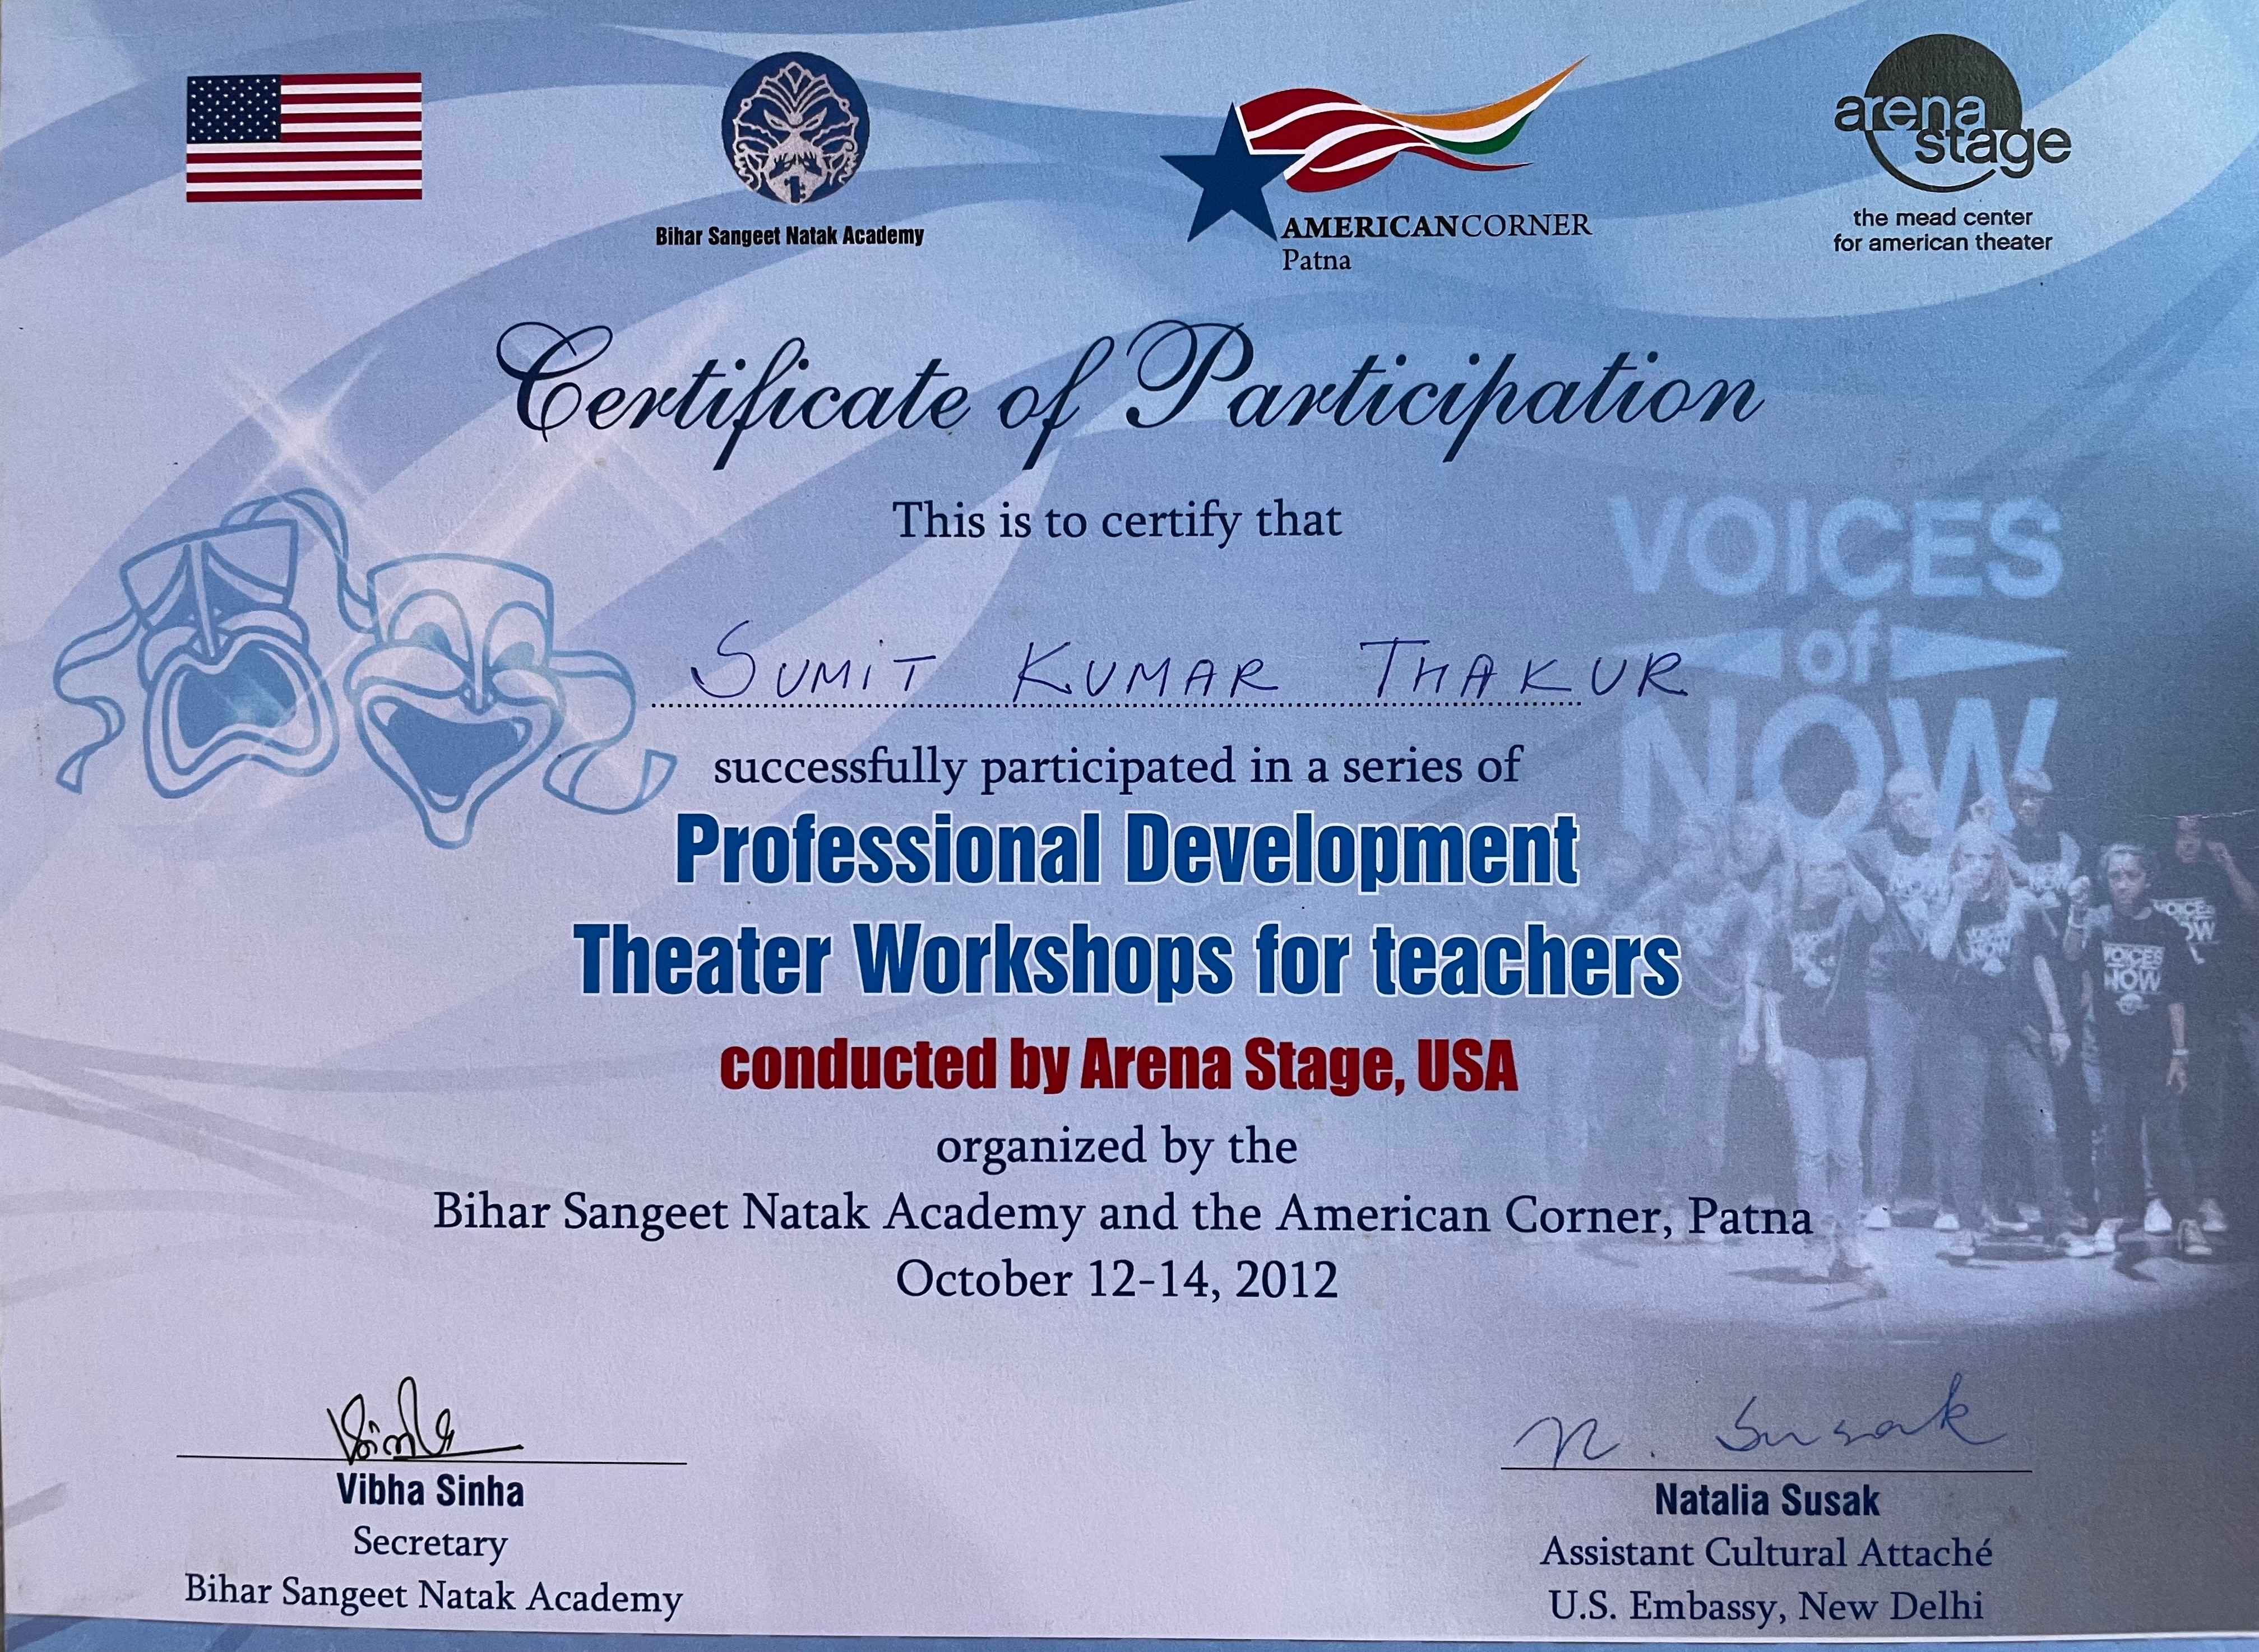 Bihar Sangeet Natak Academy
AMERICANCORNER
Patna
arena
stage
the mead center
for american theater
Certificate of Participation
This is to certify that
VOICES
of
NOW
SUMIT KUMAR THAKUR
successfully participated in a series of
Professional Development
Theater Workshops for teachers
conducted by Arena Stage, USA
organized by the
Bihar Sangeet Natak Academy and the American Corner, Patna
October 12-14, 2012
VOICES
NOW
N. Susak
Vibha Sinha
Secretary
Bihar Sangeet Natak Academy
Natalia Susak
Assistant Cultural Attaché
U.S. Embassy, New Delhi